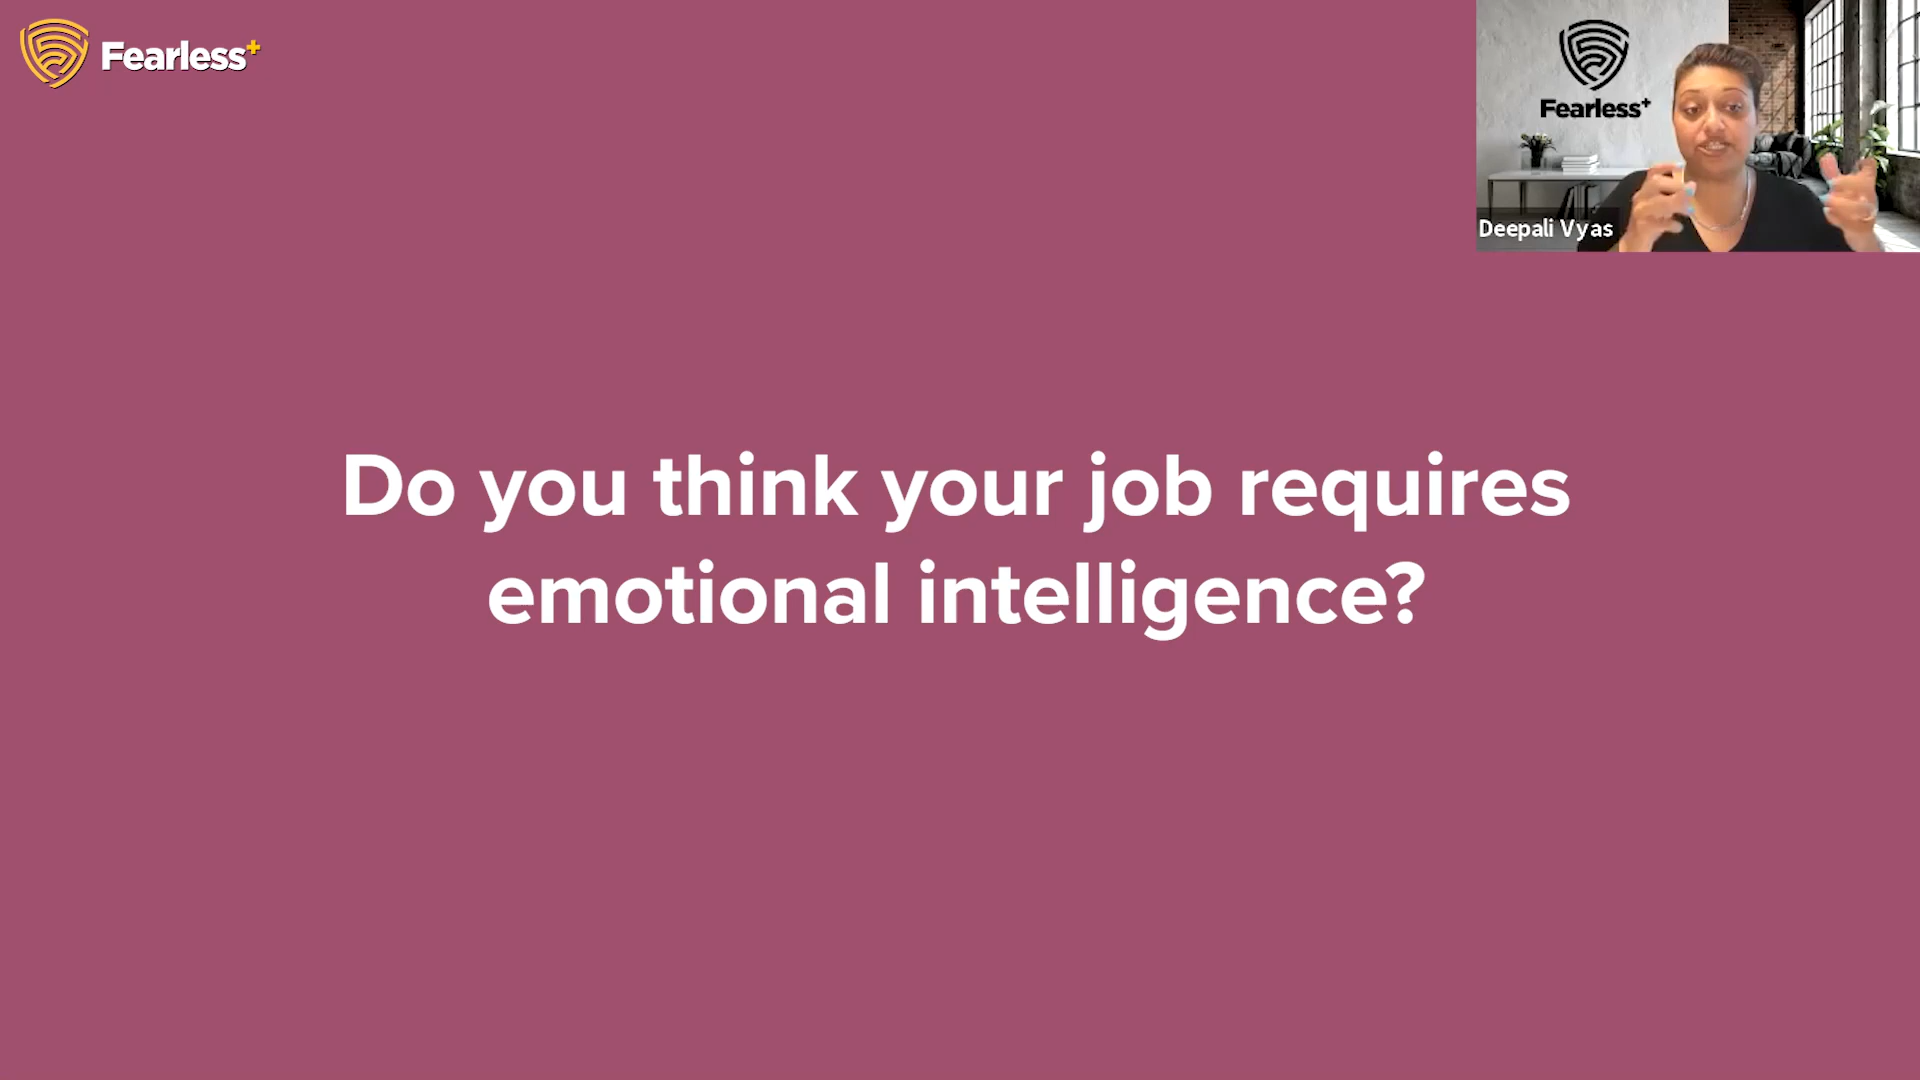 Fearless+
Fearless+
Deepali Vyas
Do you think your job requires
emotional intelligence?